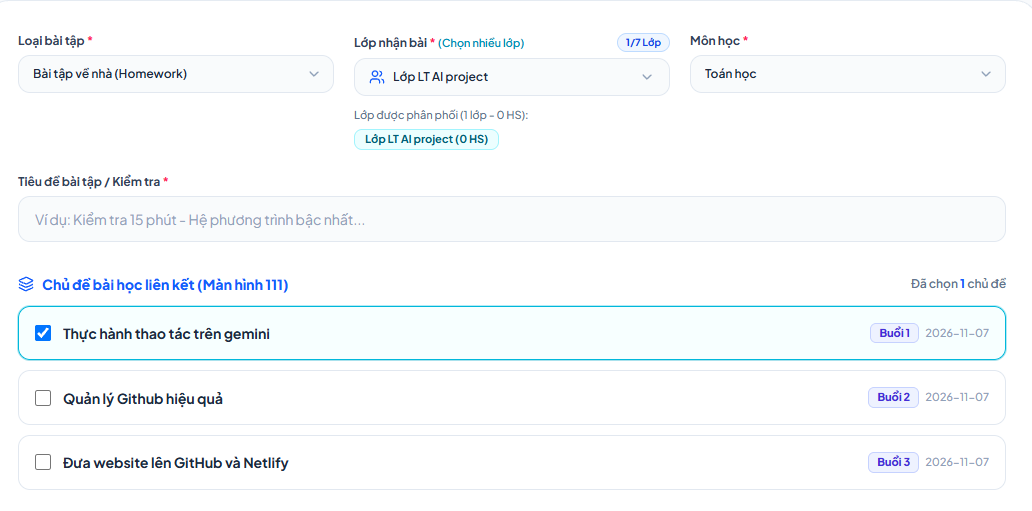 Loại bài tập *
Bài tập về nhà (Homework)
Lớp nhận bài * (Chọn nhiều lớp)
1/7 Lớp
Lớp LT AI project
Lớp được phân phối (1 lớp - 0 HS):
Lớp LT AI project (0 HS)
Môn học *
Toán học
Tiêu đề bài tập / Kiểm tra *
Ví dụ: Kiểm tra 15 phút - Hệ phương trình bậc nhất...
Chủ đề bài học liên kết (Màn hình 111)
Đã chọn 1 chủ đề
Thực hành thao tác trên gemini
Buổi 1 2026-11-07
Quản lý Github hiệu quả
Buổi 2 2026-11-07
Đưa website lên GitHub và Netlify
Buổi 3 2026-11-07